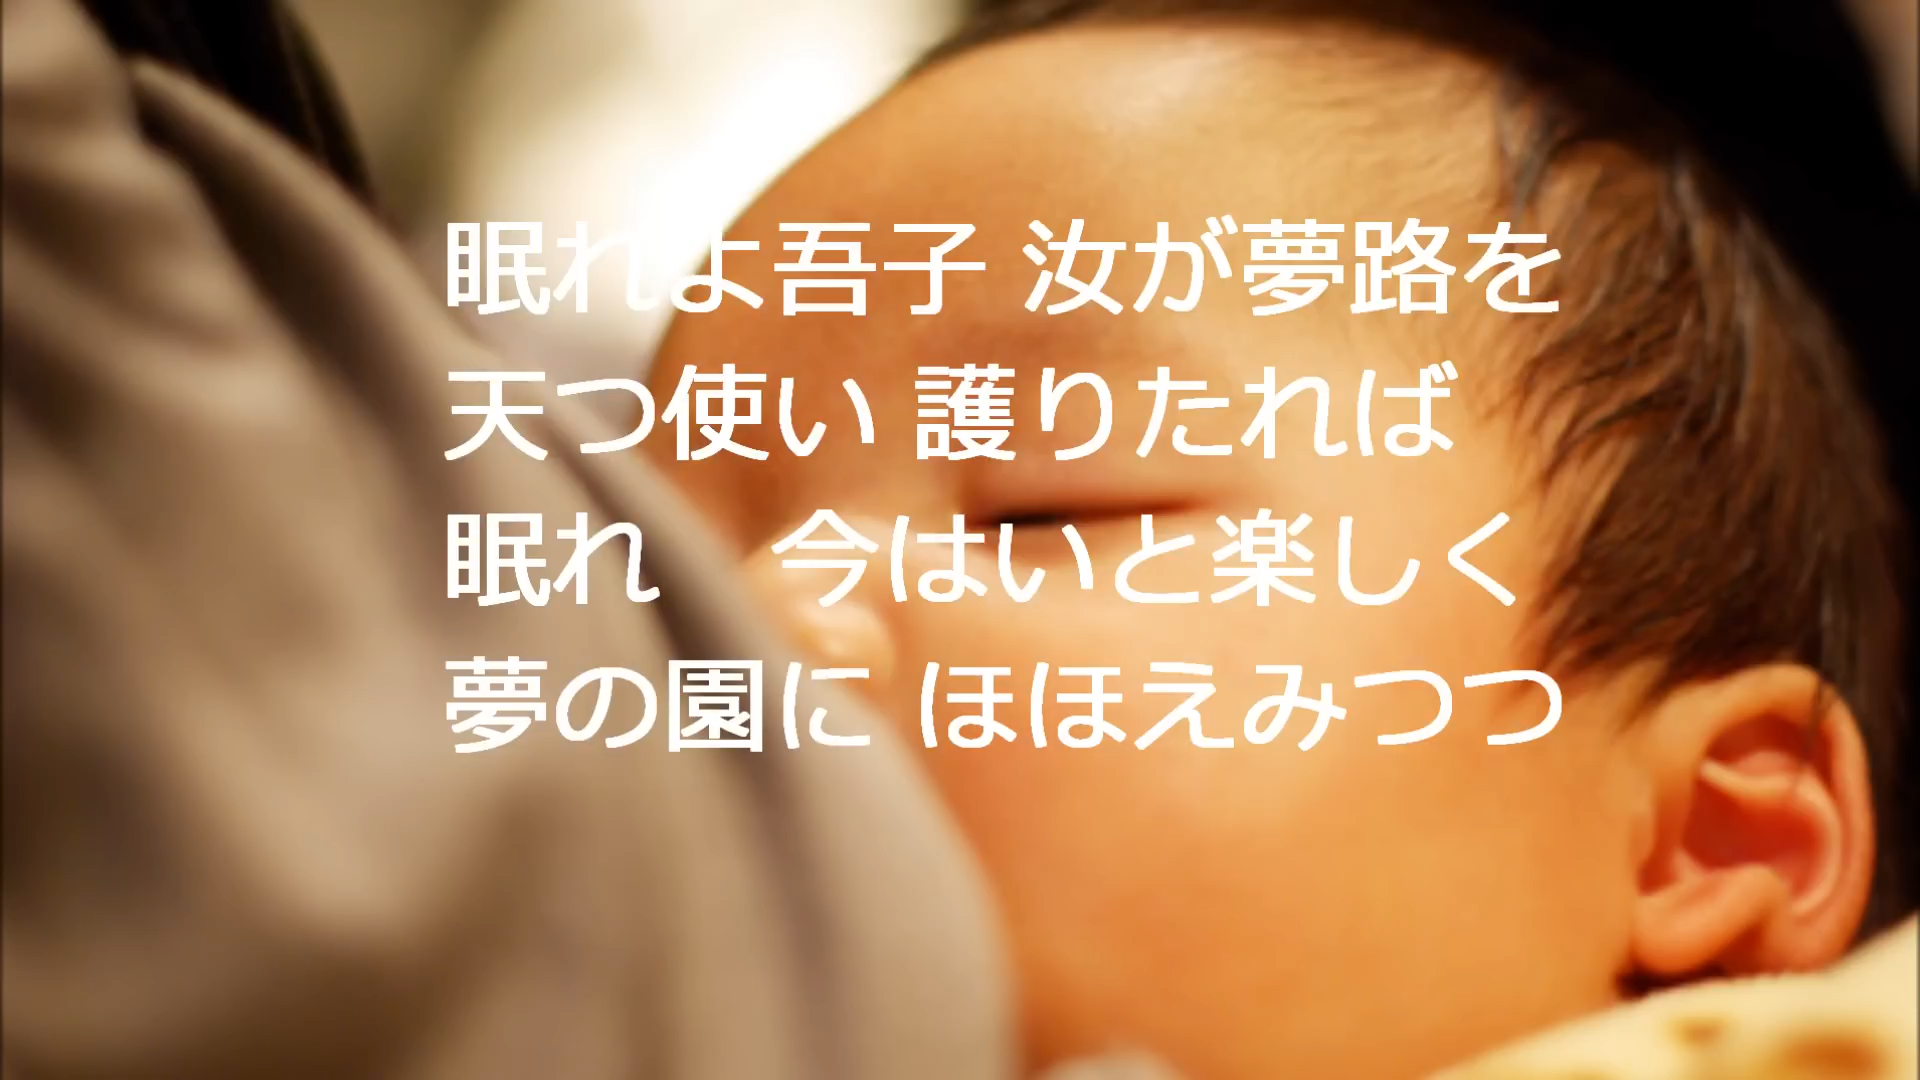 眠れよ吾子 汝が夢路を
天つ使い 護りたれば
眠れ　今はいと楽しく
夢の園に ほほえみつつ